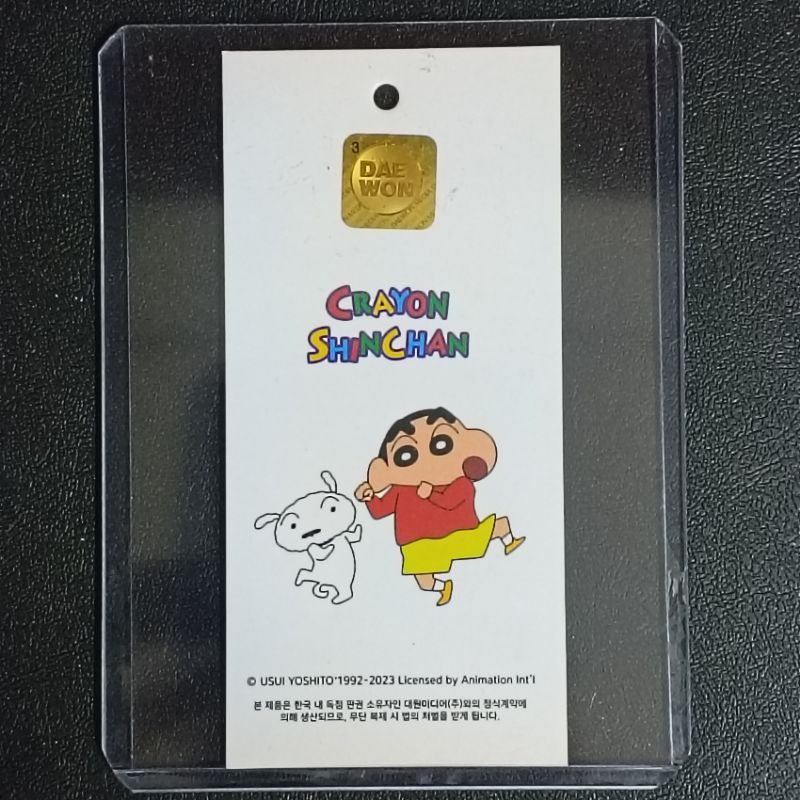 3
DAE
WON
CRAYON
SHINCHAN
© USUI YOSHITO '1992-2023 Licensed by Animation Int'l
본 제품은 한국 내 독점 판권 소유자인 대원미디어(주)와의 정식계약에
의해 생산되므로, 무단 복제 시 법의 처벌을 받게 됩니다.